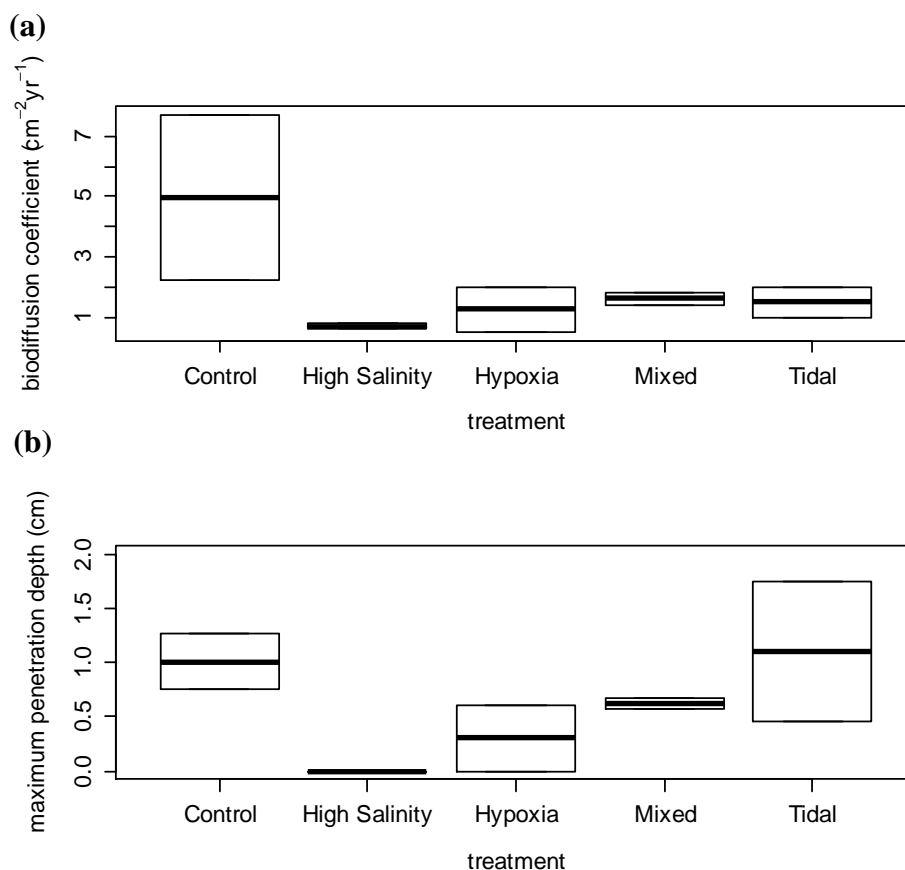 (a)
biodiffusion coefficient (cm⁻²yr⁻¹)
7
5
3
1
Control High Salinity Hypoxia Mixed Tidal
treatment
(b)
maximum penetration depth (cm)
2.0
1.5
1.0
0.5
0.0
Control High Salinity Hypoxia Mixed Tidal
treatment